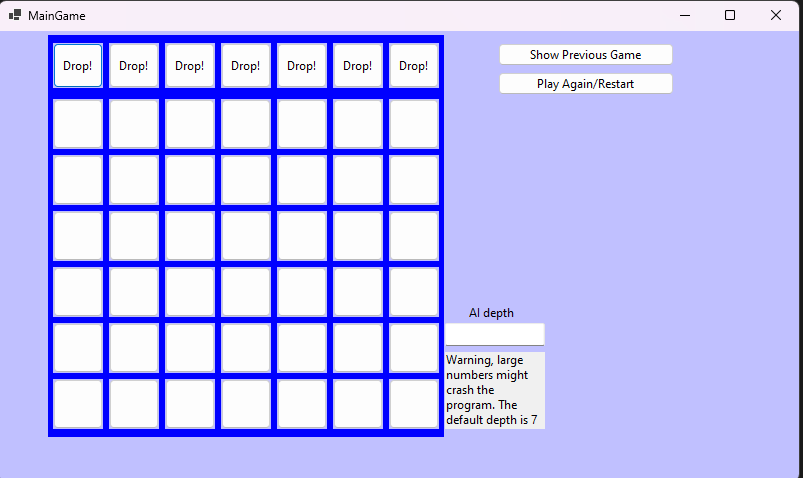 MainGame
Drop! Drop! Drop! Drop! Drop! Drop! Drop!
Show Previous Game
Play Again/Restart
AI depth
Warning, large
numbers might
crash the
program. The
default depth is 7